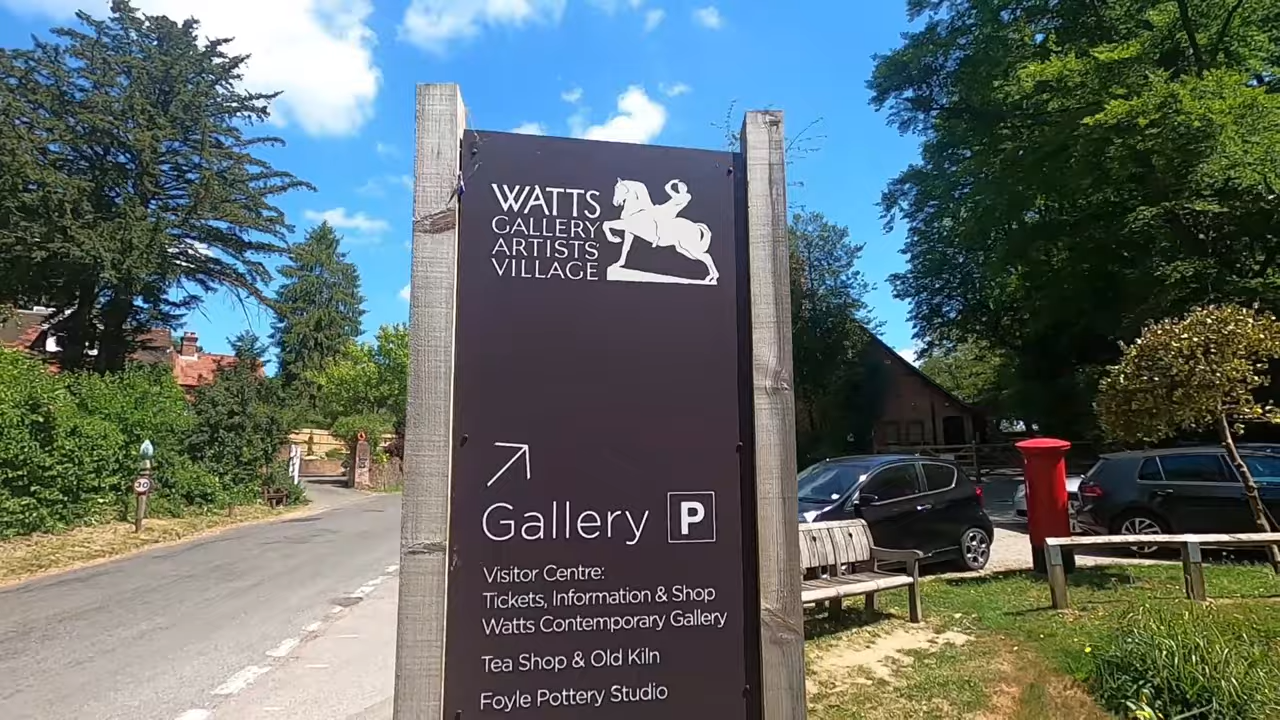 WATTS
GALLERY
ARTISTS'
VILLAGE
Gallery P
Visitor Centre:
Tickets, Information & Shop
Watts Contemporary Gallery
Tea Shop & Old Kiln
Foyle Pottery Studio
30